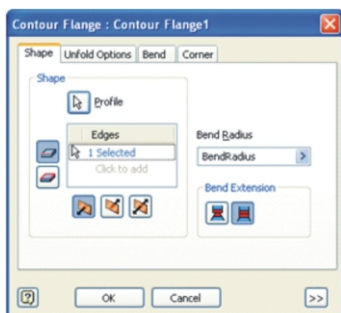 Contour Flange : Contour Flange1
Shape Unfold Options Bend Corner
Shape
Profile
Edges
1 Selected
Click to add
Bend Radius
BendRadius
Bend Extension
OK Cancel >>